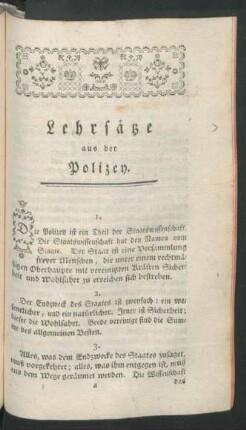 Lehrsätze
aus der
Polizey.
1.
Die Polizey ist ein Theil der Staatswissenschaft.
Die Staatswissenschaft hat den Namen vom
Staate. Der Staat ist eine Versammlung
freyer Menschen, die unter einem rechtmä-
ßigen Oberhaupte mit vereinigten Kräften Sicher-
heit und Wohlfahrt zu erreichen sich bestreben.
2.
Der Endzweck des Staates ist zweyfach: ein we-
sentlicher, und ein natürlicher. Jener ist Sicherheit;
dieser die Wohlfahrt. Beyde vereinigt sind die Sum-
me des allgemeinen Besten.
3.
Alles, was dem Endzwecke des Staates zusaget,
muß vorgekehret; alles, was ihm entgegen ist, muß
aus dem Wege geräumet werden. Die Wissenschaft
a des